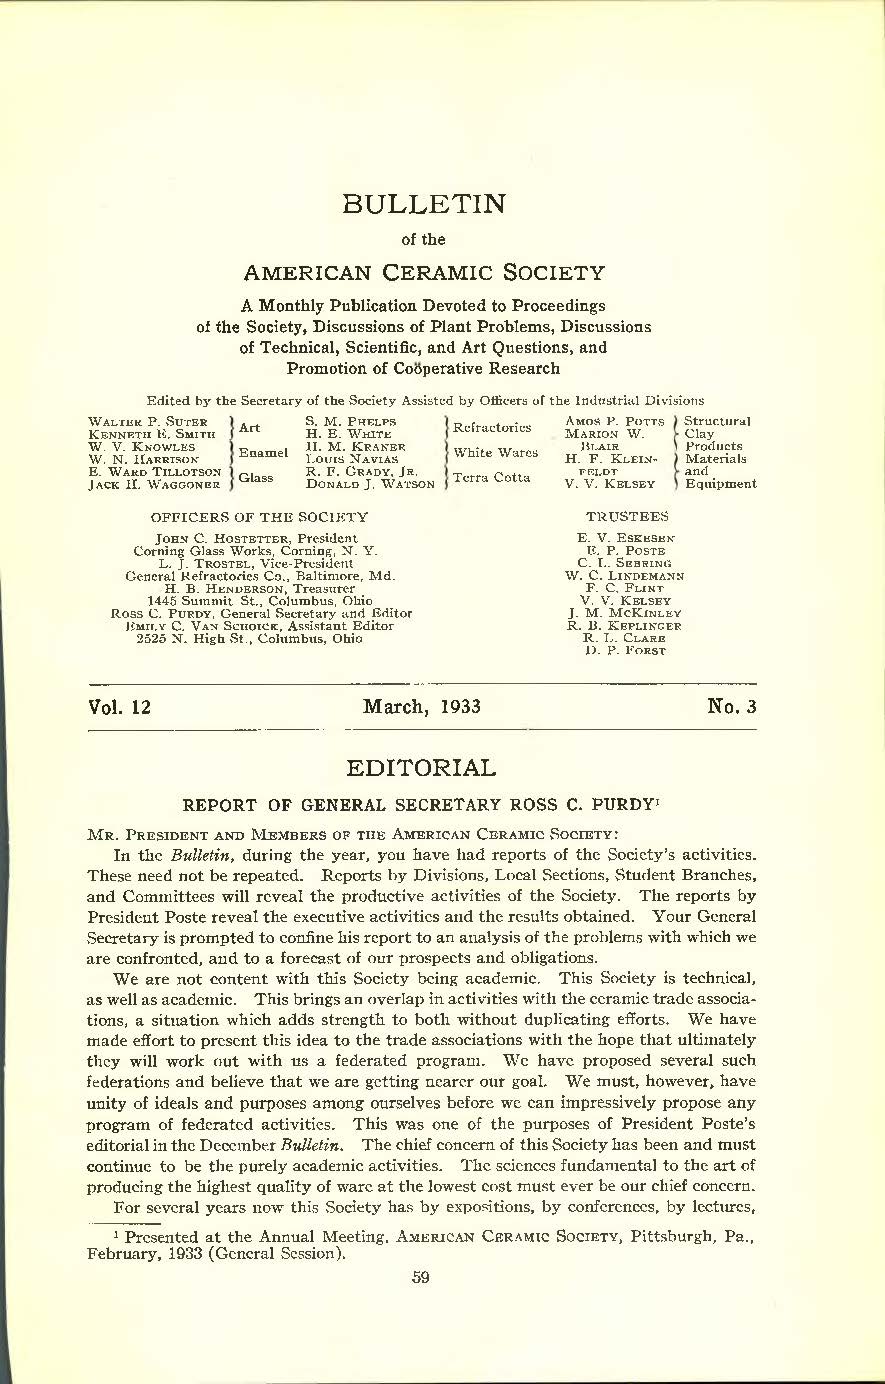 BULLETIN
of the
AMERICAN CERAMIC SOCIETY
A Monthly Publication Devoted to Proceedings
of the Society, Discussions of Plant Problems, Discussions
of Technical, Scientific, and Art Questions, and
Promotion of Coöperative Research
Edited by the Secretary of the Society Assisted by Officers of the Industrial Divisions
WALTER P. SUTER
KENNETH E. SMITH
} Art
W. V. KNOWLES
W. N. HARRISON
} Enamel
E. WARD TILLOTSON
JACK H. WAGGONER
} Glass
S. M. PHELPS
H. E. WHITE
} Refractories
H. M. KRANER
LOUIS NAVIAS
} White Wares
R. F. GRADY, JR.
DONALD J. WATSON
} Terra Cotta
AMOS P. POTTS
MARION W.
BLAIR
} Structural
Clay
Products
H. F. KLEIN-
FELDT
V. V. KELSEY
} Materials
and
Equipment
OFFICERS OF THE SOCIETY
JOHN C. HOSTETTER, President
Corning Glass Works, Corning, N. Y.
L. J. TROSTEL, Vice-President
General Refractories Co., Baltimore, Md.
H. B. HENDERSON, Treasurer
1445 Summit St., Columbus, Ohio
ROSS C. PURDY, General Secretary and Editor
EMILY C. VAN SCHOICK, Assistant Editor
2525 N. High St., Columbus, Ohio
TRUSTEES
E. V. ESKESEN
E. P. POSTE
C. L. SEBRING
W. C. LINDEMANN
F. C. FLINT
V. V. KELSEY
J. M. MCKINLEY
R. B. KEPLINGER
R. L. CLARE
D. P. FORST
Vol. 12 March, 1933 No. 3
EDITORIAL
REPORT OF GENERAL SECRETARY ROSS C. PURDY¹
MR. PRESIDENT AND MEMBERS OF THE AMERICAN CERAMIC SOCIETY:
In the Bulletin, during the year, you have had reports of the Society's activities.
These need not be repeated. Reports by Divisions, Local Sections, Student Branches,
and Committees will reveal the productive activities of the Society. The reports by
President Poste reveal the executive activities and the results obtained. Your General
Secretary is prompted to confine his report to an analysis of the problems with which we
are confronted, and to a forecast of our prospects and obligations.
We are not content with this Society being academic. This Society is technical,
as well as academic. This brings an overlap in activities with the ceramic trade associa-
tions, a situation which adds strength to both without duplicating efforts. We have
made effort to present this idea to the trade associations with the hope that ultimately
they will work out with us a federated program. We have proposed several such
federations and believe that we are getting nearer our goal. We must, however, have
unity of ideals and purposes among ourselves before we can impressively propose any
program of federated activities. This was one of the purposes of President Poste's
editorial in the December Bulletin. The chief concern of this Society has been and must
continue to be the purely academic activities. The sciences fundamental to the art of
producing the highest quality of ware at the lowest cost must ever be our chief concern.
For several years now this Society has by expositions, by conferences, by lectures,
¹ Presented at the Annual Meeting, AMERICAN CERAMIC SOCIETY, Pittsburgh, Pa.,
February, 1933 (General Session).
59